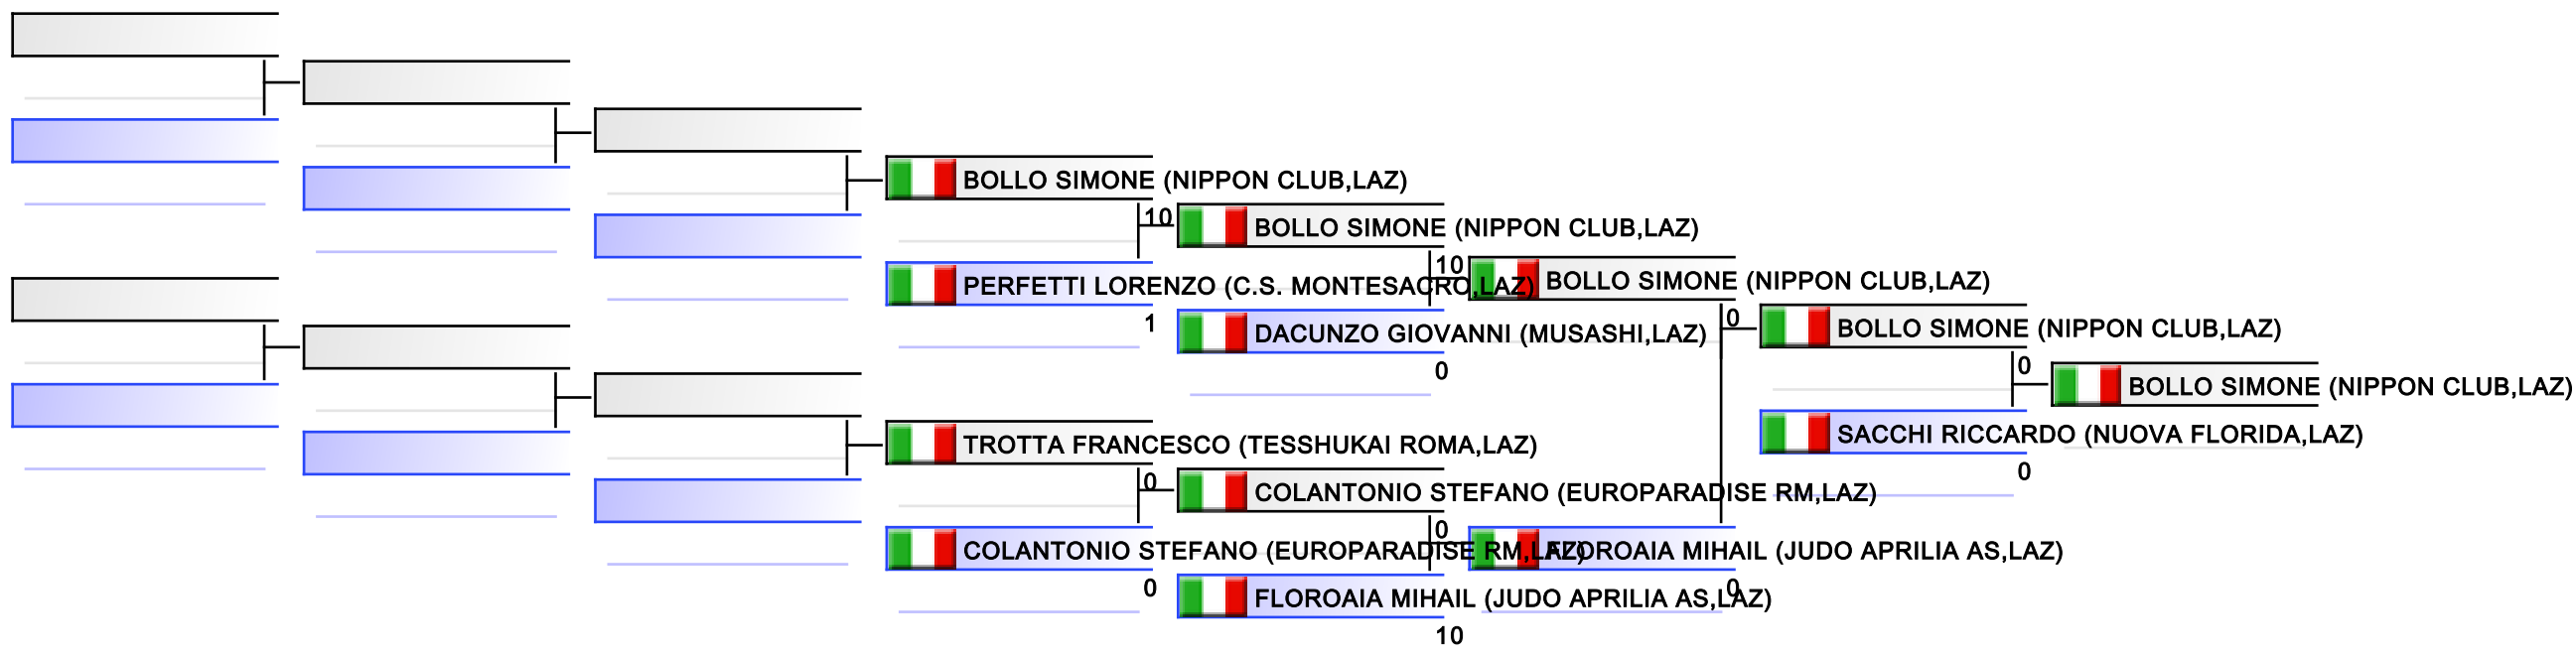 BOLLO SIMONE (NIPPON CLUB,LAZ)
10
BOLLO SIMONE (NIPPON CLUB,LAZ)
PERFETTI LORENZO (C.S. MONTESACRO,LAZ)
1
10
BOLLO SIMONE (NIPPON CLUB,LAZ)
DACUNZO GIOVANNI (MUSASHI,LAZ)
0
0
BOLLO SIMONE (NIPPON CLUB,LAZ)
0
BOLLO SIMONE (NIPPON CLUB,LAZ)
SACCHI RICCARDO (NUOVA FLORIDA,LAZ)
0
TROTTA FRANCESCO (TESSHUKAI ROMA,LAZ)
0
COLANTONIO STEFANO (EUROPARADISE RM,LAZ)
COLANTONIO STEFANO (EUROPARADISE RM,LAZ)
0
0
FLOROAIA MIHAIL (JUDO APRILIA AS,LAZ)
0
FLOROAIA MIHAIL (JUDO APRILIA AS,LAZ)
10